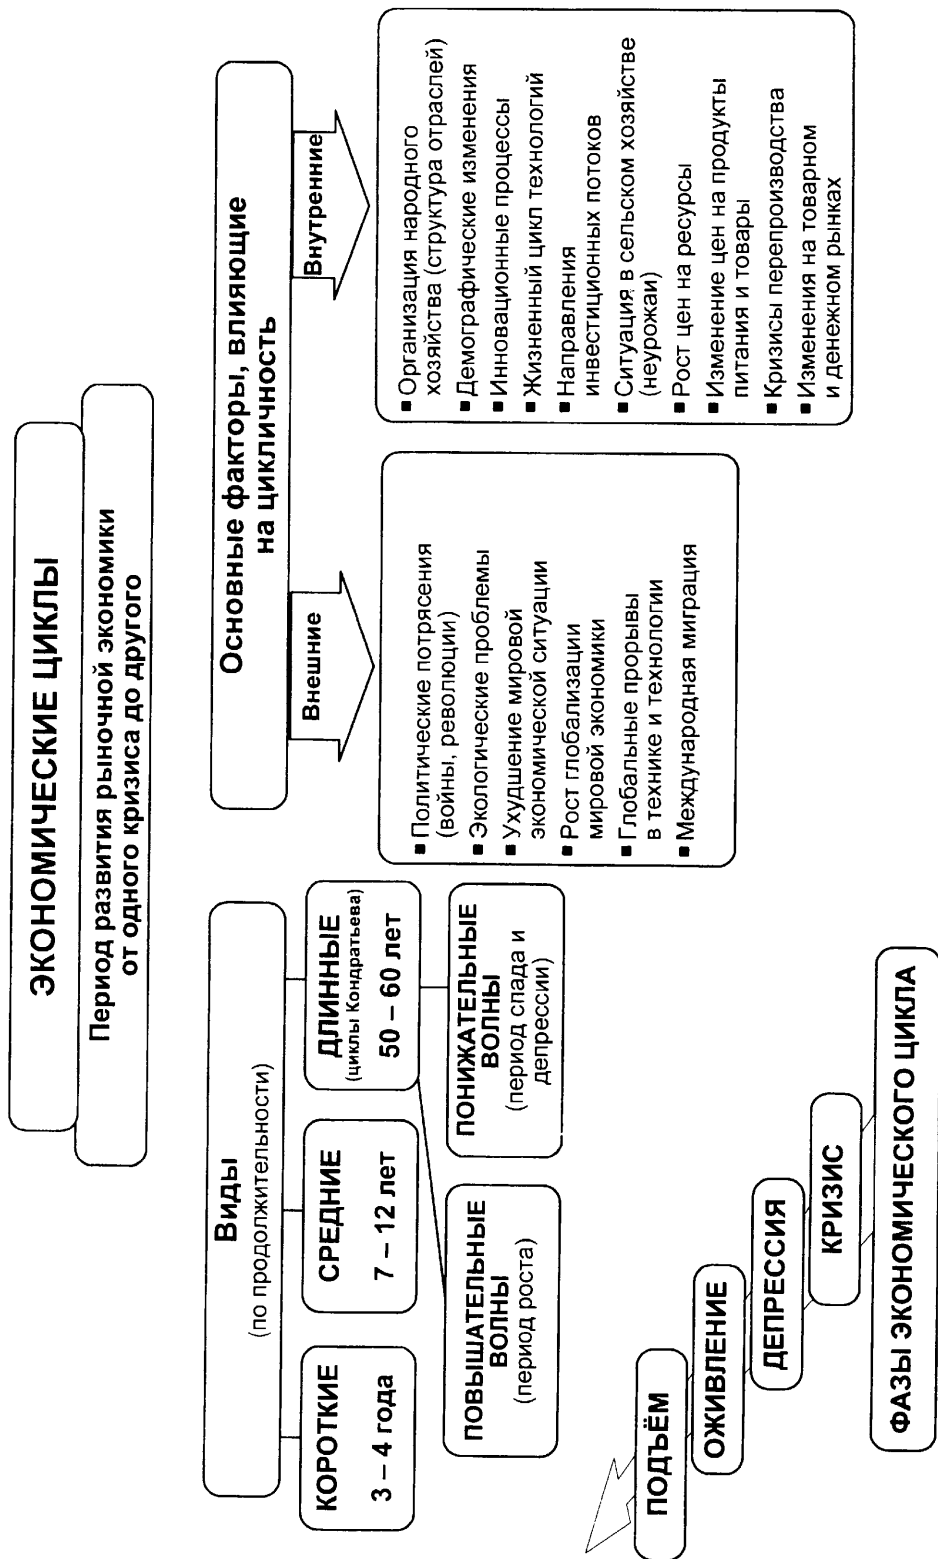 ЭКОНОМИЧЕСКИЕ ЦИКЛЫ
Период развития рыночной экономики
от одного кризиса до другого
Виды
(по продолжительности)
КОРОТКИЕ
3 – 4 года
СРЕДНИЕ
7 – 12 лет
ДЛИННЫЕ
(циклы Кондратьева)
50 – 60 лет
ПОВЫШАТЕЛЬНЫЕ
ВОЛНЫ
(период роста)
ПОНИЖАТЕЛЬНЫЕ
ВОЛНЫ
(период спада и
депрессии)
Основные факторы, влияющие
на цикличность
Внешние
▪ Политические потрясения
(войны, революции)
▪ Экологические проблемы
▪ Ухудшение мировой
экономической ситуации
▪ Рост глобализации
мировой экономики
▪ Глобальные прорывы
в технике и технологии
▪ Международная миграция
Внутренние
▪ Организация народного
хозяйства (структура отраслей)
▪ Демографические изменения
▪ Инновационные процессы
▪ Жизненный цикл технологий
▪ Направления
инвестиционных потоков
▪ Ситуация в сельском хозяйстве
(неурожаи)
▪ Рост цен на ресурсы
▪ Изменение цен на продукты
питания и товары
▪ Кризисы перепроизводства
▪ Изменения на товарном
и денежном рынках
ПОДЪЁМ
ОЖИВЛЕНИЕ
ДЕПРЕССИЯ
КРИЗИС
ФАЗЫ ЭКОНОМИЧЕСКОГО ЦИКЛА